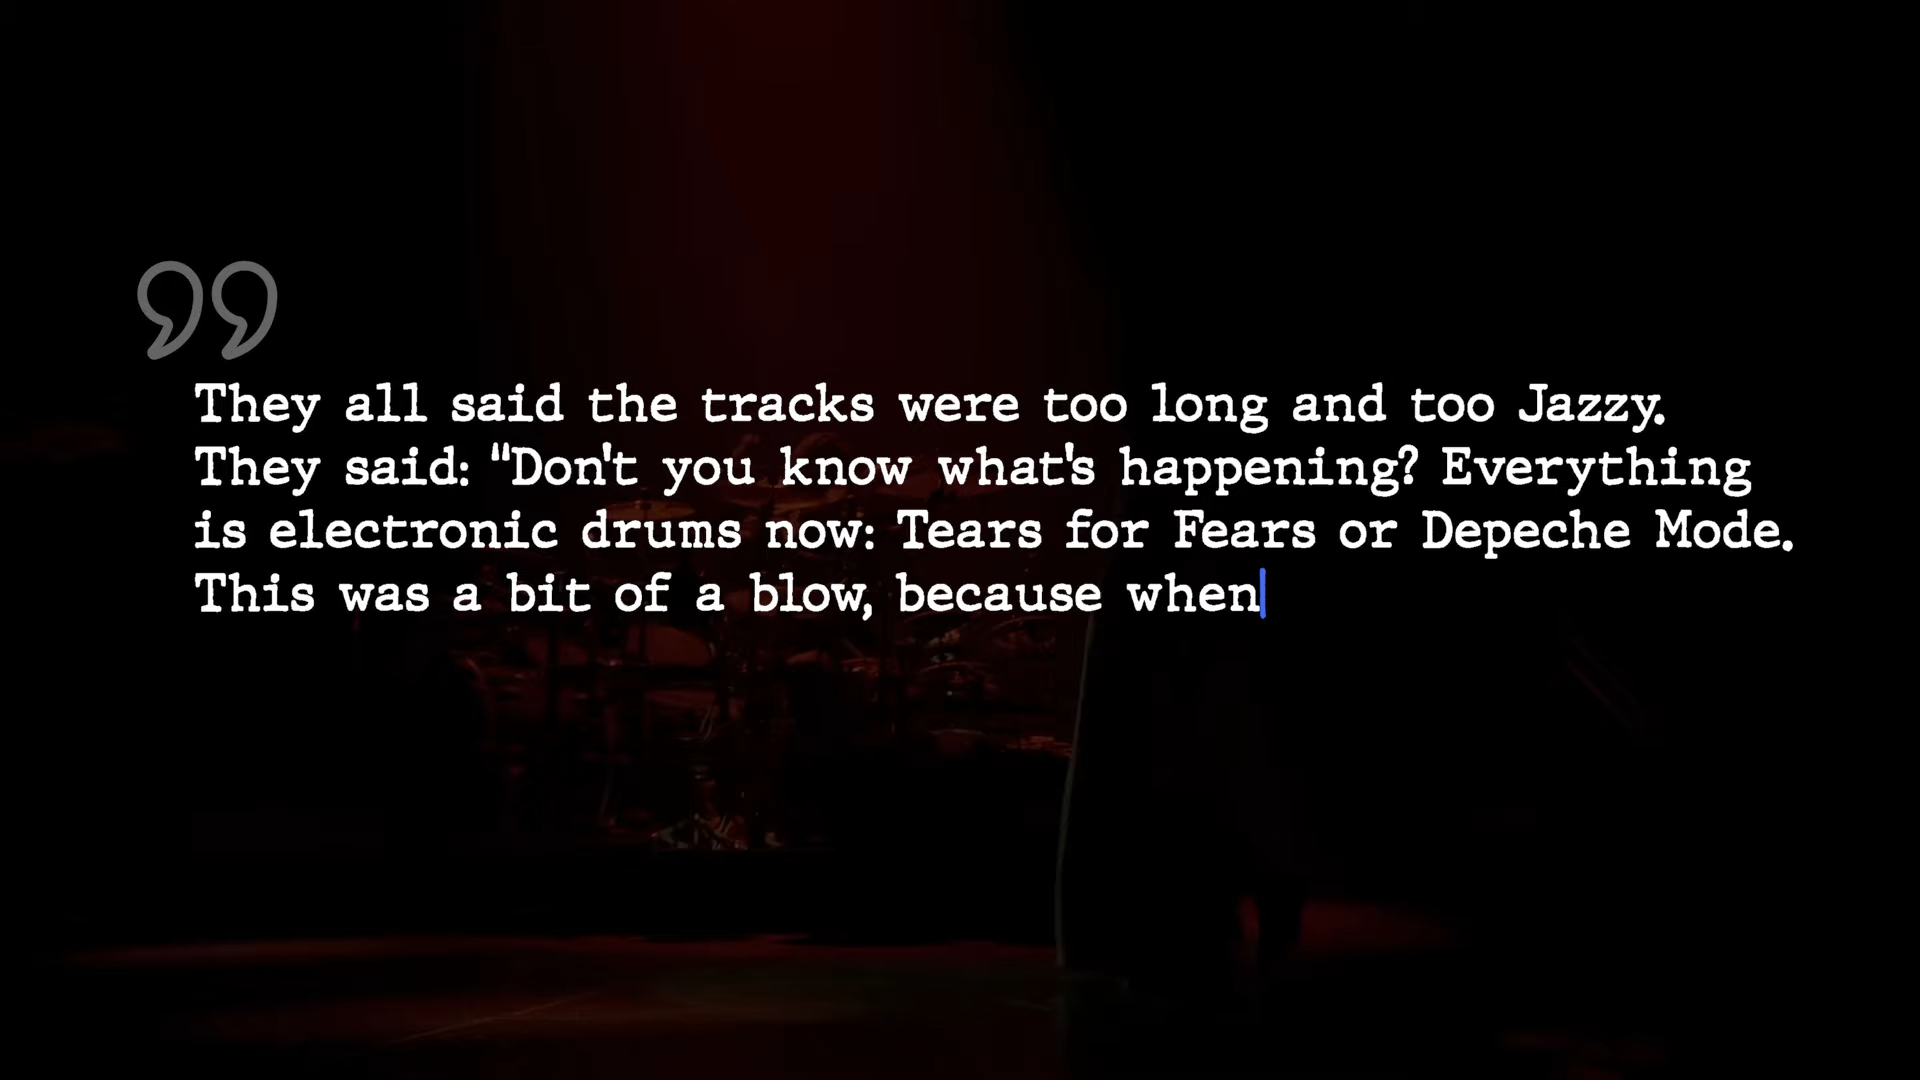 They all said the tracks were too long and too Jazzy.
They said: "Don't you know what's happening? Everything
is electronic drums now: Tears for Fears or Depeche Mode.
This was a bit of a blow, because when